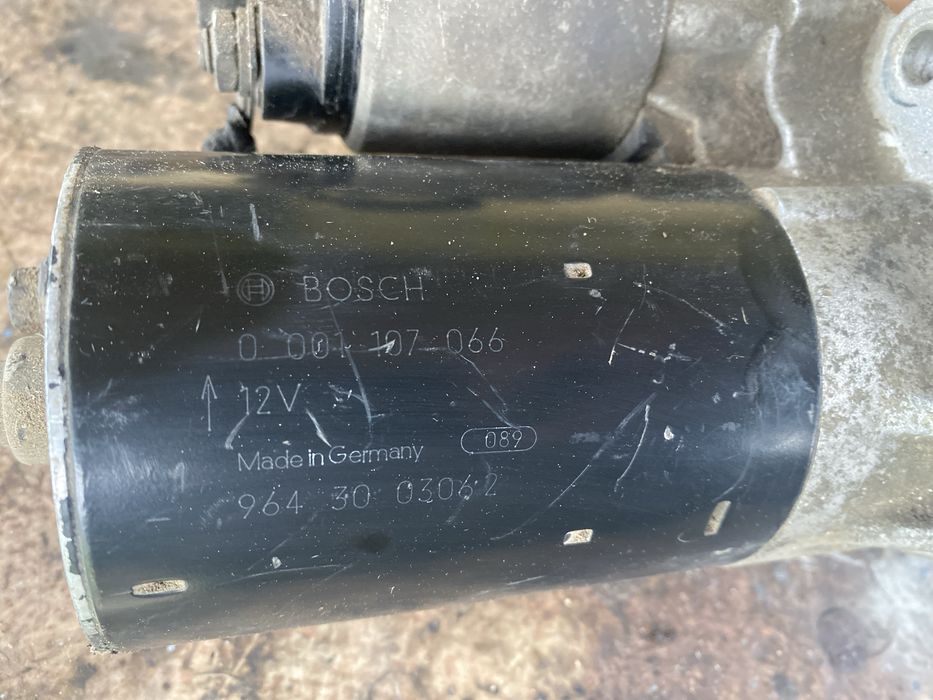 BOSCH
0 001 107 066
12V
Made in Germany 089
964 30 03062